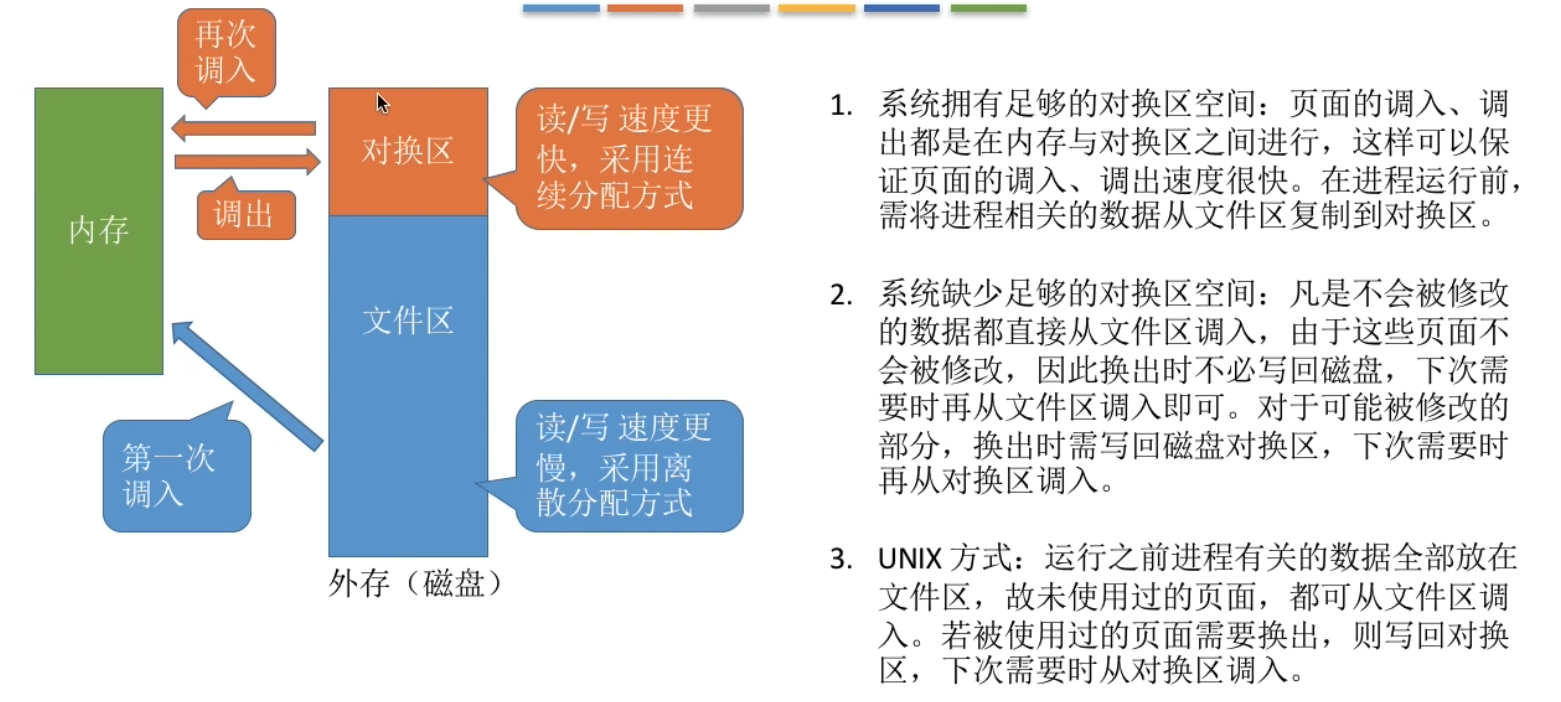 再次
调入
内存
调出
对换区
读/写 速度更
快，采用连
续分配方式
文件区
第一次
调入
读/写 速度更
慢，采用离
散分配方式
外存（磁盘）
1. 系统拥有足够的对换区空间：页面的调入、调
出都是在内存与对换区之间进行，这样可以保
证页面的调入、调出速度很快。在进程运行前，
需将进程相关的数据从文件区复制到对换区。
2. 系统缺少足够的对换区空间：凡是不会被修改
的数据都直接从文件区调入，由于这些页面不
会被修改，因此换出时不必写回磁盘，下次需
要时再从文件区调入即可。对于可能被修改的
部分，换出时需写回磁盘对换区，下次需要时
再从对换区调入。
3. UNIX 方式：运行之前进程有关的数据全部放在
文件区，故未使用过的页面，都可从文件区调
入。若被使用过的页面需要换出，则写回对换
区，下次需要时从对换区调入。